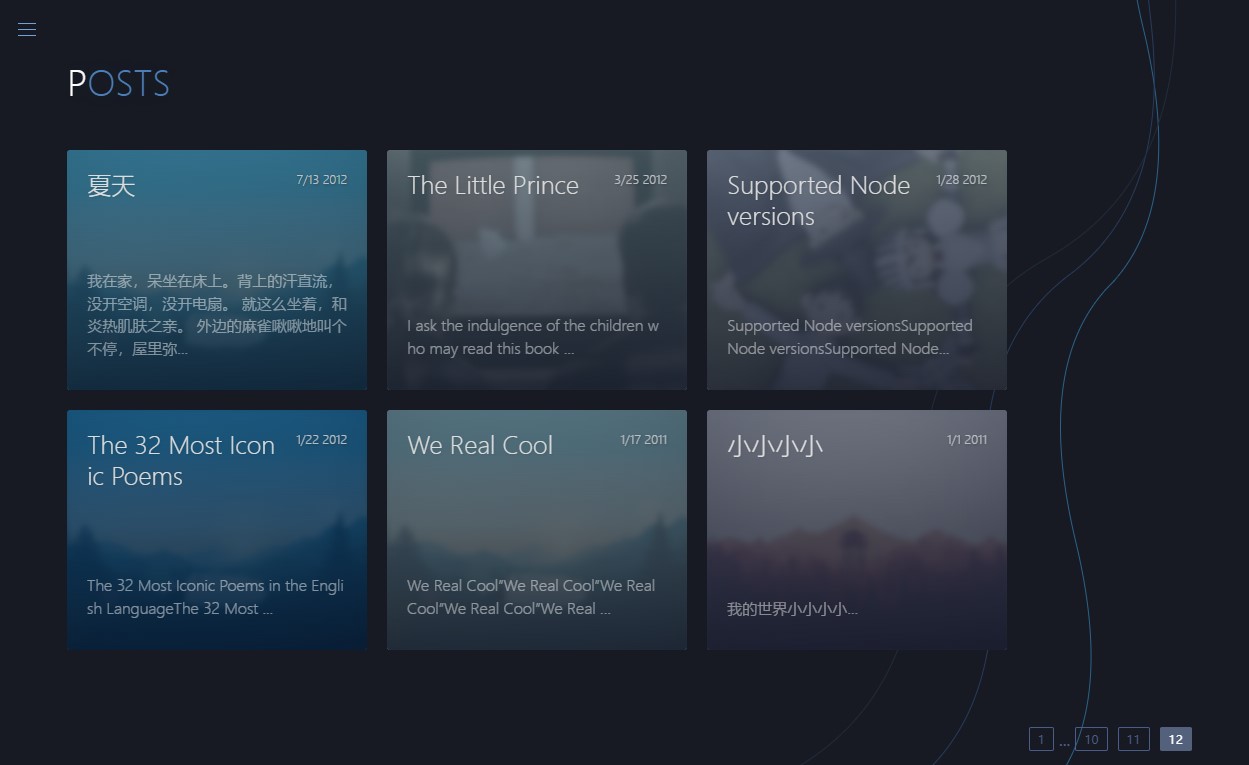 POSTS
夏天
7/13 2012
我在家，呆坐在床上。背上的汗直流，
没开空调，没开电扇。 就这么坐着，和
炎热肌肤之亲。 外边的麻雀啾啾地叫个
不停，屋里弥...
The Little Prince
3/25 2012
I ask the indulgence of the children w
ho may read this book ...
Supported Node
versions
1/28 2012
Supported Node versionsSupported
Node versionsSupported Node...
The 32 Most Icon
ic Poems
1/22 2012
The 32 Most Iconic Poems in the Engli
sh LanguageThe 32 Most ...
We Real Cool
1/17 2011
We Real Cool”We Real Cool”We Real
Cool”We Real Cool”We Real ...
小小小小
1/1 2011
我的世界小小小小...
1 ... 10 11 12